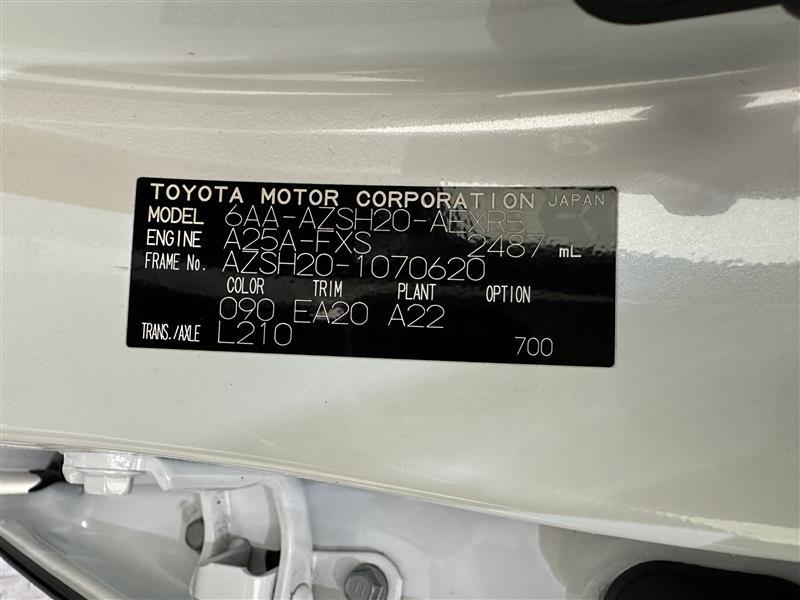 TOYOTA MOTOR CORPORATION JAPAN
MODEL 6AA-AZSH20-AEXRB
ENGINE A25A-FXS 2487 mL
FRAME No. AZSH20-1070620
COLOR TRIM PLANT OPTION
090 EA20 A22
TRANS./AXLE L210 700